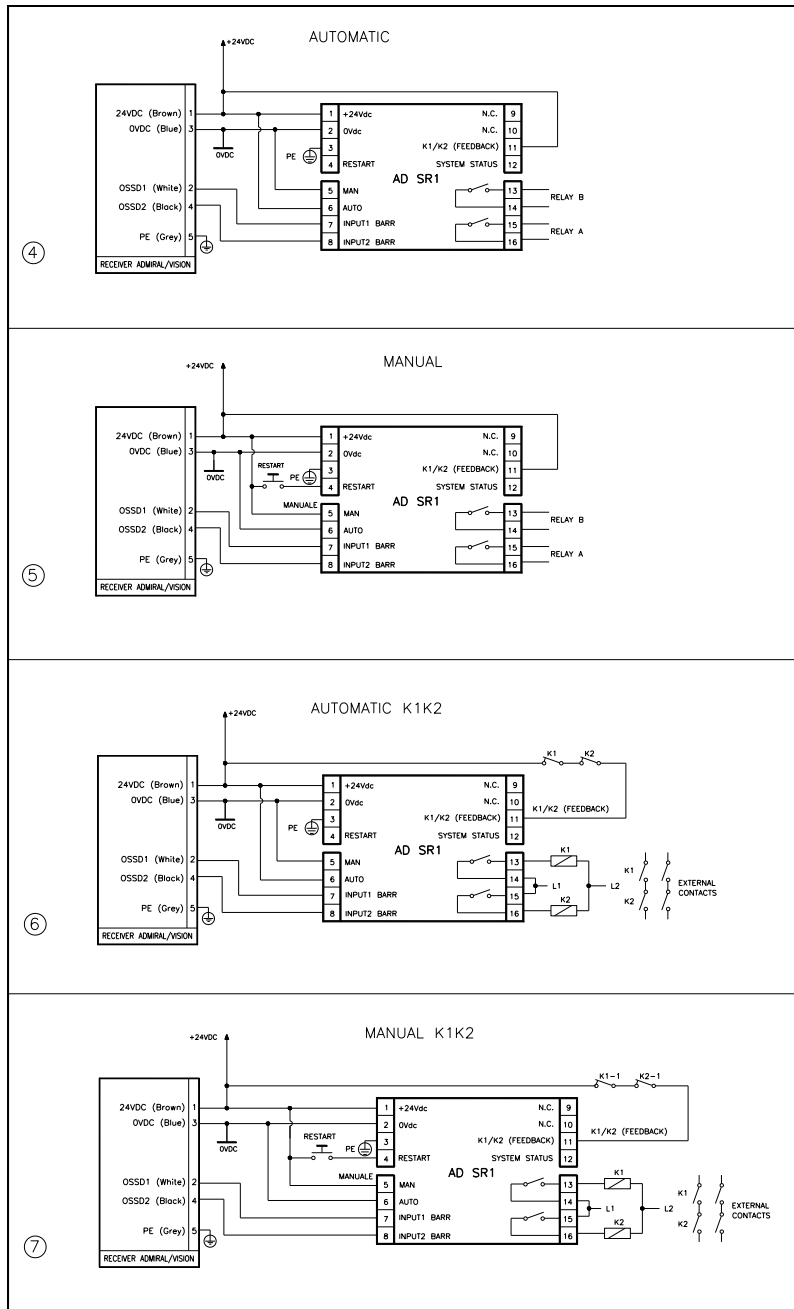 AUTOMATIC
+24VDC
24VDC (Brown) 1
0VDC (Blue) 3
0VDC
OSSD1 (White) 2
OSSD2 (Black) 4
PE (Grey) 5
RECEIVER ADMIRAL/VISION
PE
1 +24Vdc N.C. 9
2 0Vdc N.C. 10
3 K1/K2 (FEEDBACK) 11
4 RESTART SYSTEM STATUS 12
AD SR1
5 MAN 13
6 AUTO 14
7 INPUT1 BARR 15
8 INPUT2 BARR 16
RELAY B
RELAY A
4
MANUAL
+24VDC
24VDC (Brown) 1
0VDC (Blue) 3
0VDC
OSSD1 (White) 2
OSSD2 (Black) 4
PE (Grey) 5
RECEIVER ADMIRAL/VISION
RESTART
PE
MANUALE
1 +24Vdc N.C. 9
2 0Vdc N.C. 10
3 K1/K2 (FEEDBACK) 11
4 RESTART SYSTEM STATUS 12
AD SR1
5 MAN 13
6 AUTO 14
7 INPUT1 BARR 15
8 INPUT2 BARR 16
RELAY B
RELAY A
5
AUTOMATIC K1K2
+24VDC
K1 K2
24VDC (Brown) 1
0VDC (Blue) 3
0VDC
OSSD1 (White) 2
OSSD2 (Black) 4
PE (Grey) 5
RECEIVER ADMIRAL/VISION
PE
1 +24Vdc N.C. 9
2 0Vdc N.C. 10
3 K1/K2 (FEEDBACK) 11
4 RESTART SYSTEM STATUS 12
K1/K2 (FEEDBACK)
AD SR1
5 MAN 13
6 AUTO 14
7 INPUT1 BARR 15
8 INPUT2 BARR 16
K1
L1
L2
K2
K1
K2
EXTERNAL
CONTACTS
6
MANUAL K1K2
+24VDC
K1-1 K2-1
24VDC (Brown) 1
0VDC (Blue) 3
0VDC
OSSD1 (White) 2
OSSD2 (Black) 4
PE (Grey) 5
RECEIVER ADMIRAL/VISION
RESTART
PE
MANUALE
1 +24Vdc N.C. 9
2 0Vdc N.C. 10
3 K1/K2 (FEEDBACK) 11
4 RESTART SYSTEM STATUS 12
K1/K2 (FEEDBACK)
AD SR1
5 MAN 13
6 AUTO 14
7 INPUT1 BARR 15
8 INPUT2 BARR 16
K1
L1
L2
K2
K1
K2
EXTERNAL
CONTACTS
7